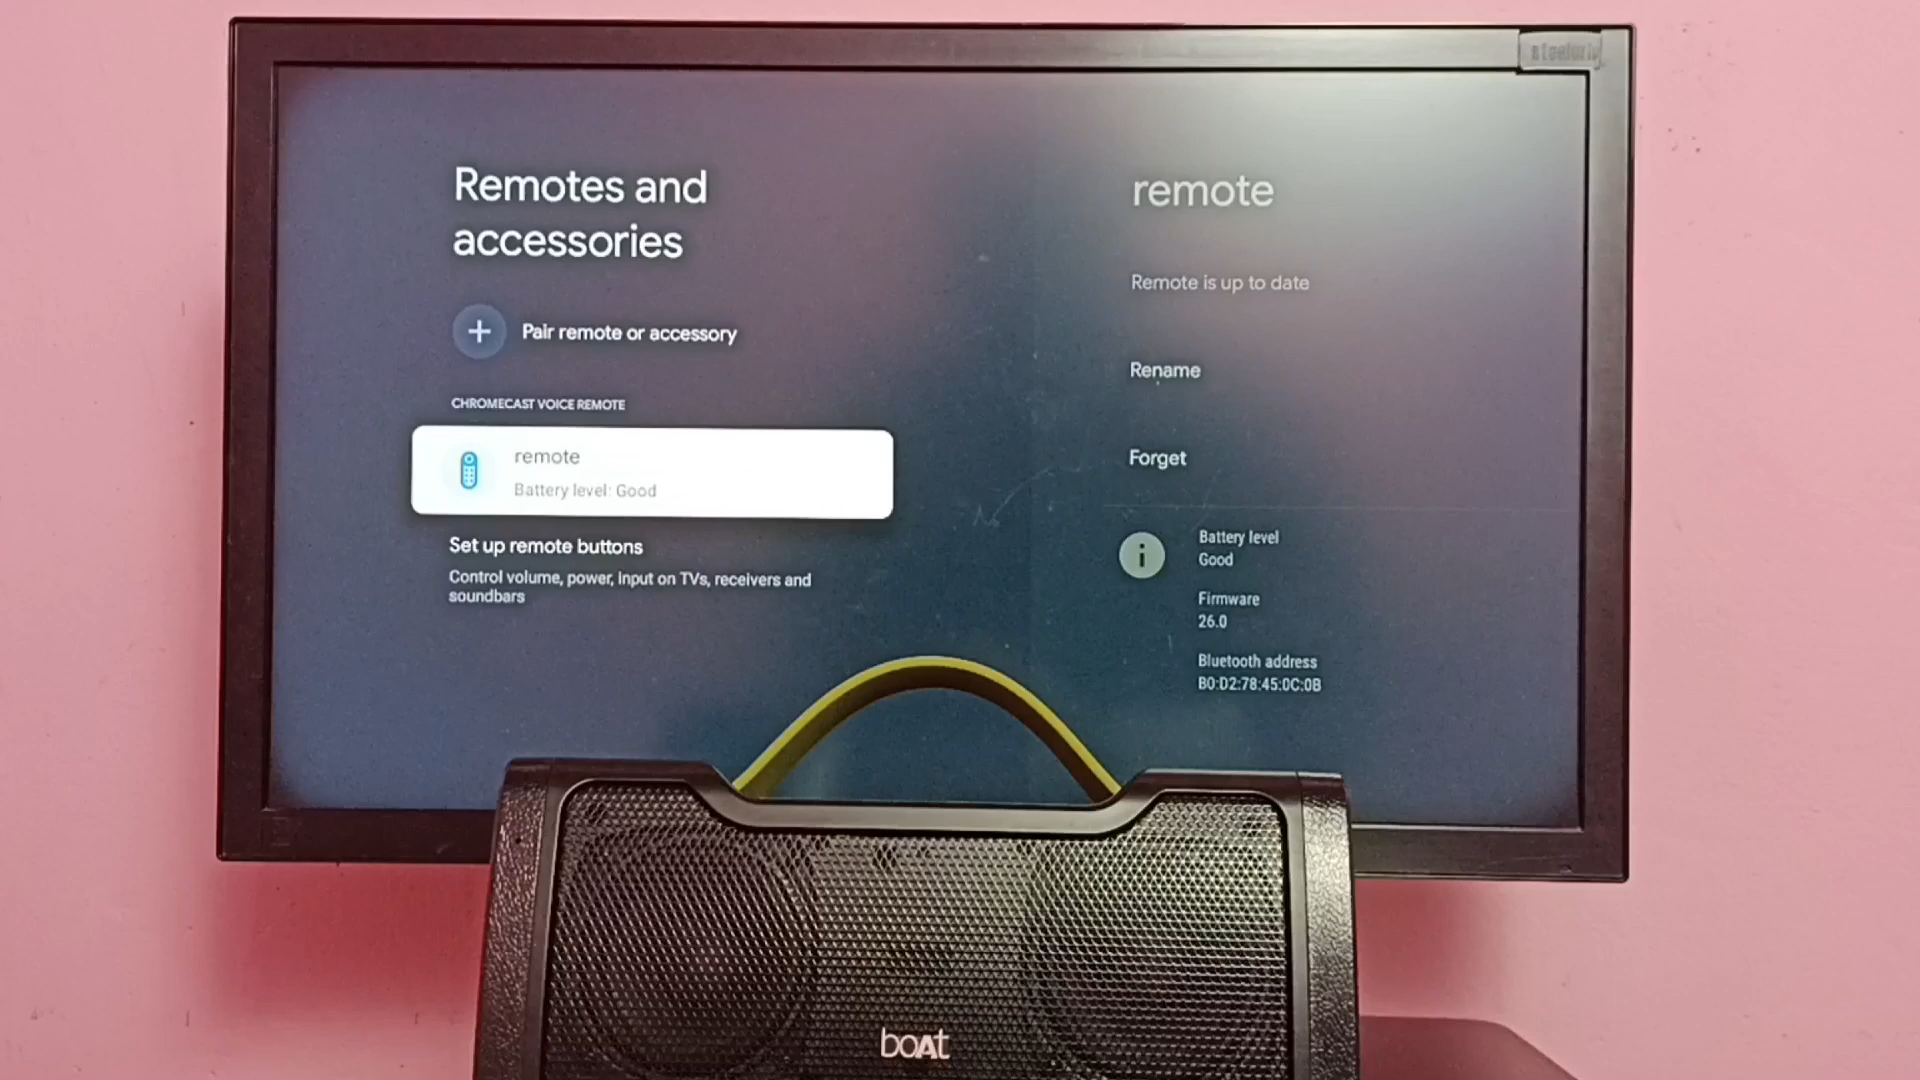 Remotes and
accessories
Pair remote or accessory
CHROMECAST VOICE REMOTE
remote
Battery level: Good
Set up remote buttons
Control volume, power, input on TVs, receivers and
soundbars
remote
Remote is up to date
Rename
Forget
i
Battery level
Good
Firmware
26.0
Bluetooth address
B0:D2:78:45:0C:0B
boAt